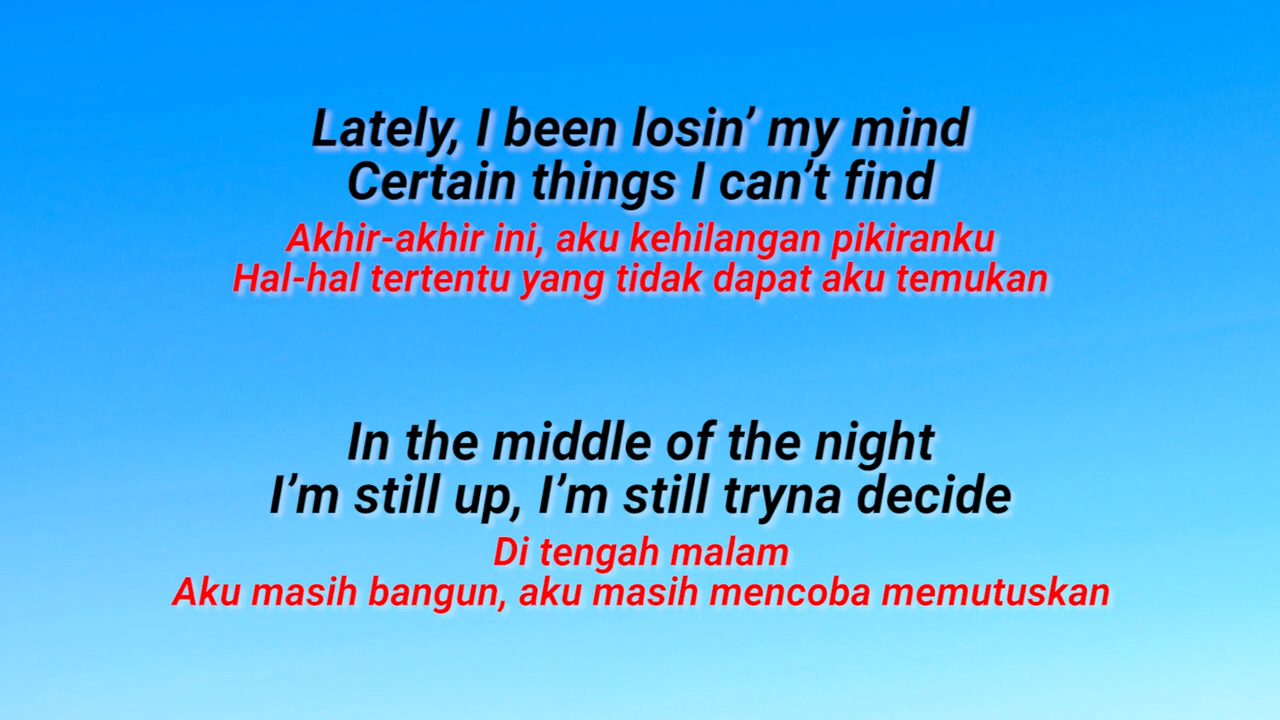 Lately, I been losin’ my mind
Certain things I can’t find
Akhir-akhir ini, aku kehilangan pikiranku
Hal-hal tertentu yang tidak dapat aku temukan
In the middle of the night
I’m still up, I’m still tryna decide
Di tengah malam
Aku masih bangun, aku masih mencoba memutuskan